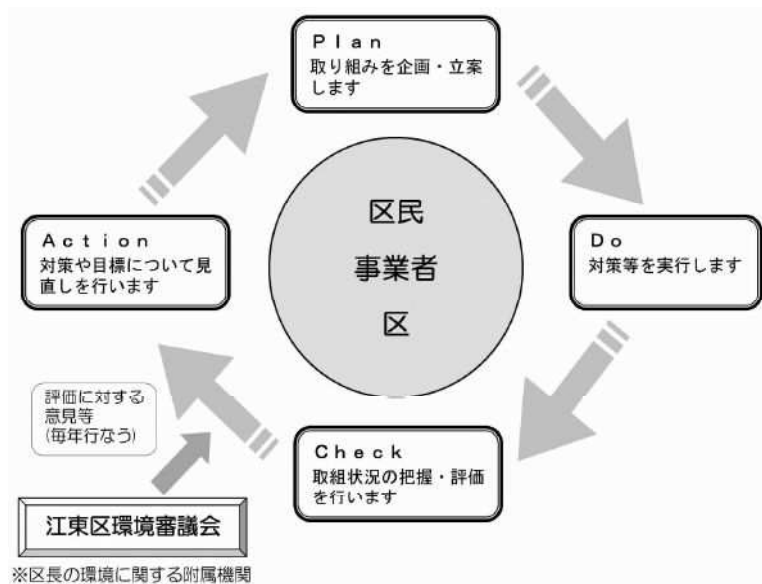 Ｐｌａｎ
取り組みを企画・立案
します
区民
事業者
区
Ａｃｔｉｏｎ
対策や目標について見
直しを行います
Ｄｏ
対策等を実行します
評価に対する
意見等
(毎年行なう)
Ｃｈｅｃｋ
取組状況の把握・評価
を行います
江東区環境審議会
※区長の環境に関する附属機関